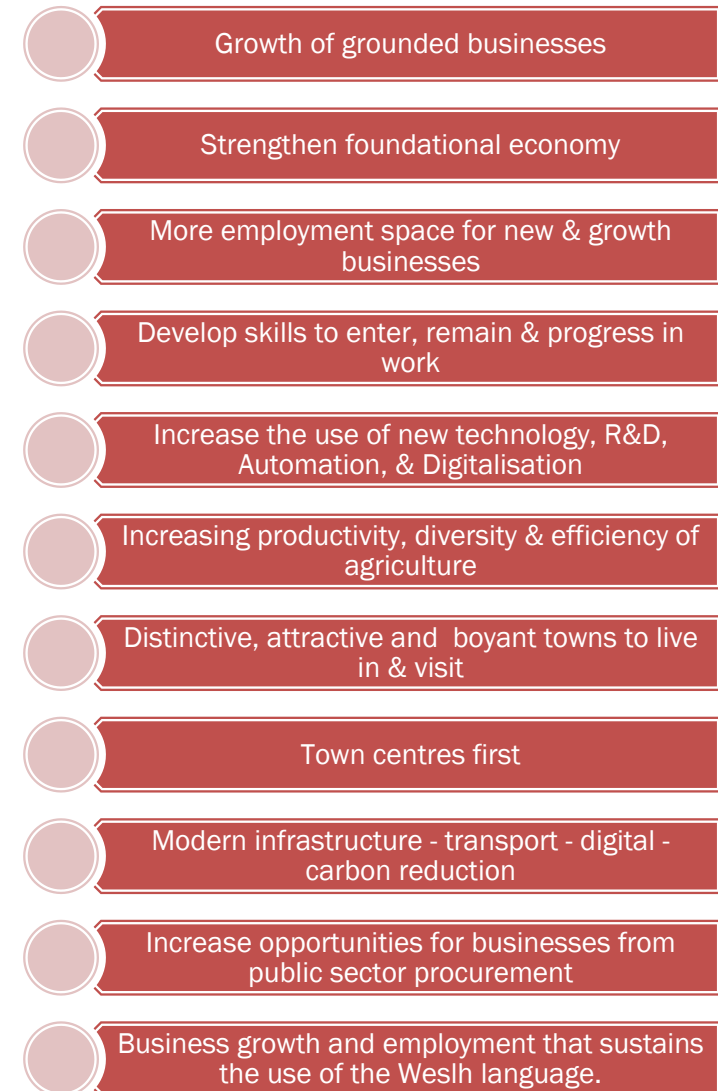 Growth of grounded businesses
Strengthen foundational economy
More employment space for new & growth
businesses
Develop skills to enter, remain & progress in
work
Increase the use of new technology, R&D,
Automation, & Digitalisation
Increasing productivity, diversity & efficiency of
agriculture
Distinctive, attractive and  boyant towns to live
in & visit
Town centres first
Modern infrastructure - transport - digital -
carbon reduction
Increase opportunities for businesses from
public sector procurement
Business growth and employment that sustains
the use of the Weslh language.